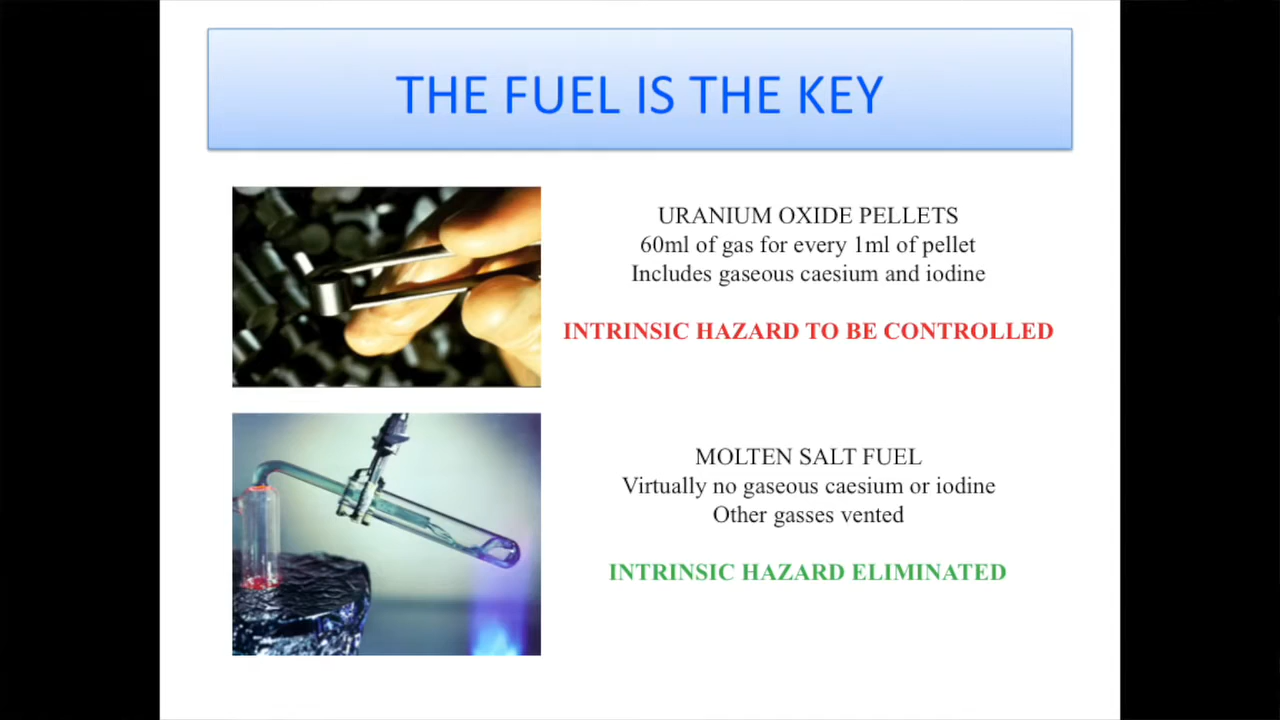 THE FUEL IS THE KEY
URANIUM OXIDE PELLETS
60ml of gas for every 1ml of pellet
Includes gaseous caesium and iodine
INTRINSIC HAZARD TO BE CONTROLLED
MOLTEN SALT FUEL
Virtually no gaseous caesium or iodine
Other gasses vented
INTRINSIC HAZARD ELIMINATED